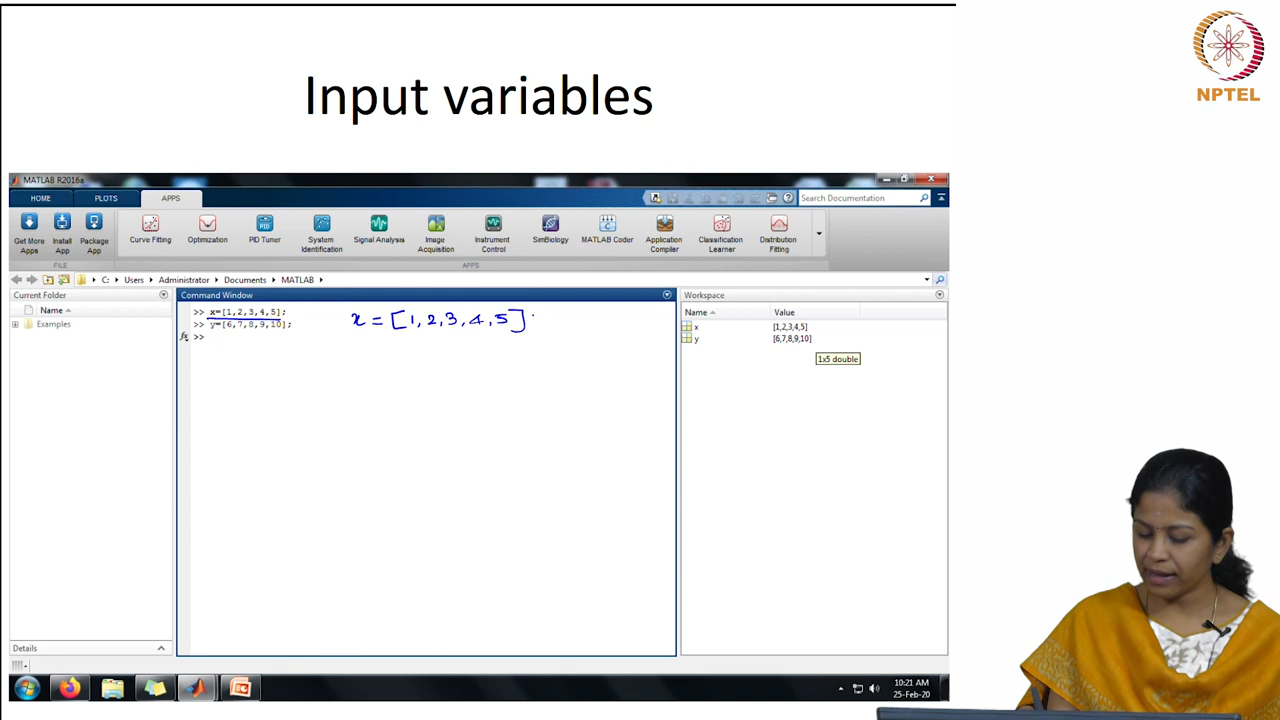 NPTEL
Input variables
MATLAB R2016a
HOME PLOTS APPS Search Documentation
Get More Apps
Install App
Package App
Curve Fitting
Optimization
PID Tuner
System Identification
Signal Analysis
Image Acquisition
Instrument Control
SimBiology
MATLAB Coder
Application Compiler
Classification Learner
Distribution Fitting
FILE APPS
C: Users Administrator Documents MATLAB
Current Folder
Name
Examples
Details
Command Window
>> x=[1,2,3,4,5];
>> y=[6,7,8,9,10];
fx >>
x = [1, 2, 3, 4, 5]
Workspace
Name Value
x [1,2,3,4,5]
y [6,7,8,9,10]
1x5 double
10:21 AM
25-Feb-20